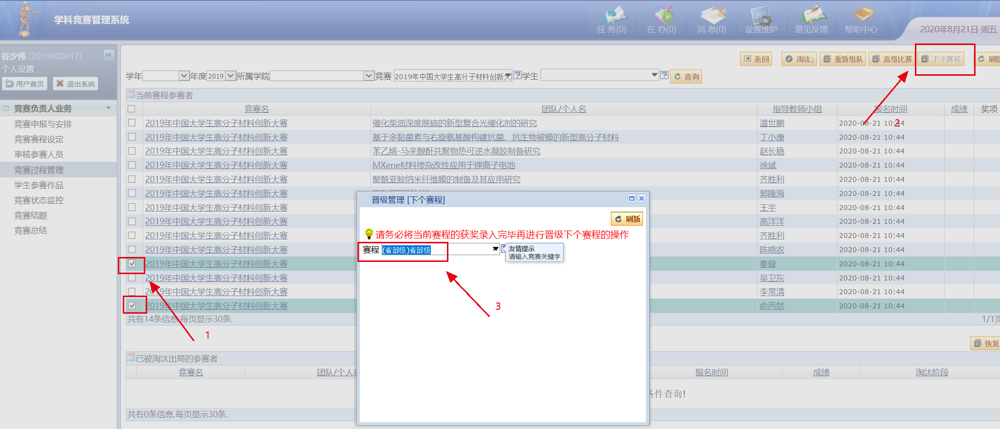 学科竞赛管理系统
任 务(0) 在 办(0) 消 息(0) 设置维护 意见反馈 帮助中心 2020年8月21日 周五
谷少伟 (2019800017)
个人设置
用户首页 退出系统
竞赛负责人业务
竞赛申报与安排
竞赛赛程设定
审核参赛人员
竞赛过程管理
学生参赛作品
竞赛状态监控
竞赛结题
竞赛总结
返回 淘汰↓ 重新组队 高级比赛 下个赛程 刷新
学年 年度 2019 所属学院 竞赛 2019年中国大学生高分子材料创新大 学生 查询
当前赛程参赛者
竞赛名 团队/个人名 指导教师小组 报名时间 成绩 奖项
2019年中国大学生高分子材料创新大赛 催化柴油深度脱硫的新型复合光催化剂的研究 温世鹏 2020-08-21 10:44
2
2019年中国大学生高分子材料创新大赛 基于多黏菌素与右旋氨基酸构建抗菌、抗生物被膜的新型高分子材料 丁小康 2020-08-21 10:44
2019年中国大学生高分子材料创新大赛 苯乙烯-马来酸酐共聚物热可逆水凝胶制备研究 赵长稳 2020-08-21 10:44
2019年中国大学生高分子材料创新大赛 MXene材料掺杂改性应用于锂离子电池 徐斌 2020-08-21 10:44
2019年中国大学生高分子材料创新大赛 聚酰亚胺纳米纤维膜的制备及其应用研究 齐胜利 2020-08-21 10:44
2019年中国大学生高分子材料创新大赛 郭隆海 2020-08-21 10:44
2019年中国大学生高分子材料创新大赛 王宇 2020-08-21 10:44
2019年中国大学生高分子材料创新大赛 高洋洋 2020-08-21 10:44
2019年中国大学生高分子材料创新大赛 齐胜利 2020-08-21 10:44
2019年中国大学生高分子材料创新大赛 陈晓农 2020-08-21 10:44
2019年中国大学生高分子材料创新大赛 秦璇 2020-08-21 10:44
2019年中国大学生高分子材料创新大赛 吴卫东 2020-08-21 10:44
2019年中国大学生高分子材料创新大赛 李常清 2020-08-21 10:44
2019年中国大学生高分子材料创新大赛 俞丙然 2020-08-21 10:44
共有14条信息,每页显示30条. 1/1页
1
晋级管理 [下个赛程]
刷新
请务必将当前赛程的获奖录入完毕再进行晋级下个赛程的操作
赛程 (省部级)省部级
友情提示
请输入竞赛关键字
3
恢复
已被淘汰出局的参赛者
竞赛名 团队/个人名 报名时间 成绩 淘汰阶段
条件查询!
共有0条信息,每页显示30条.